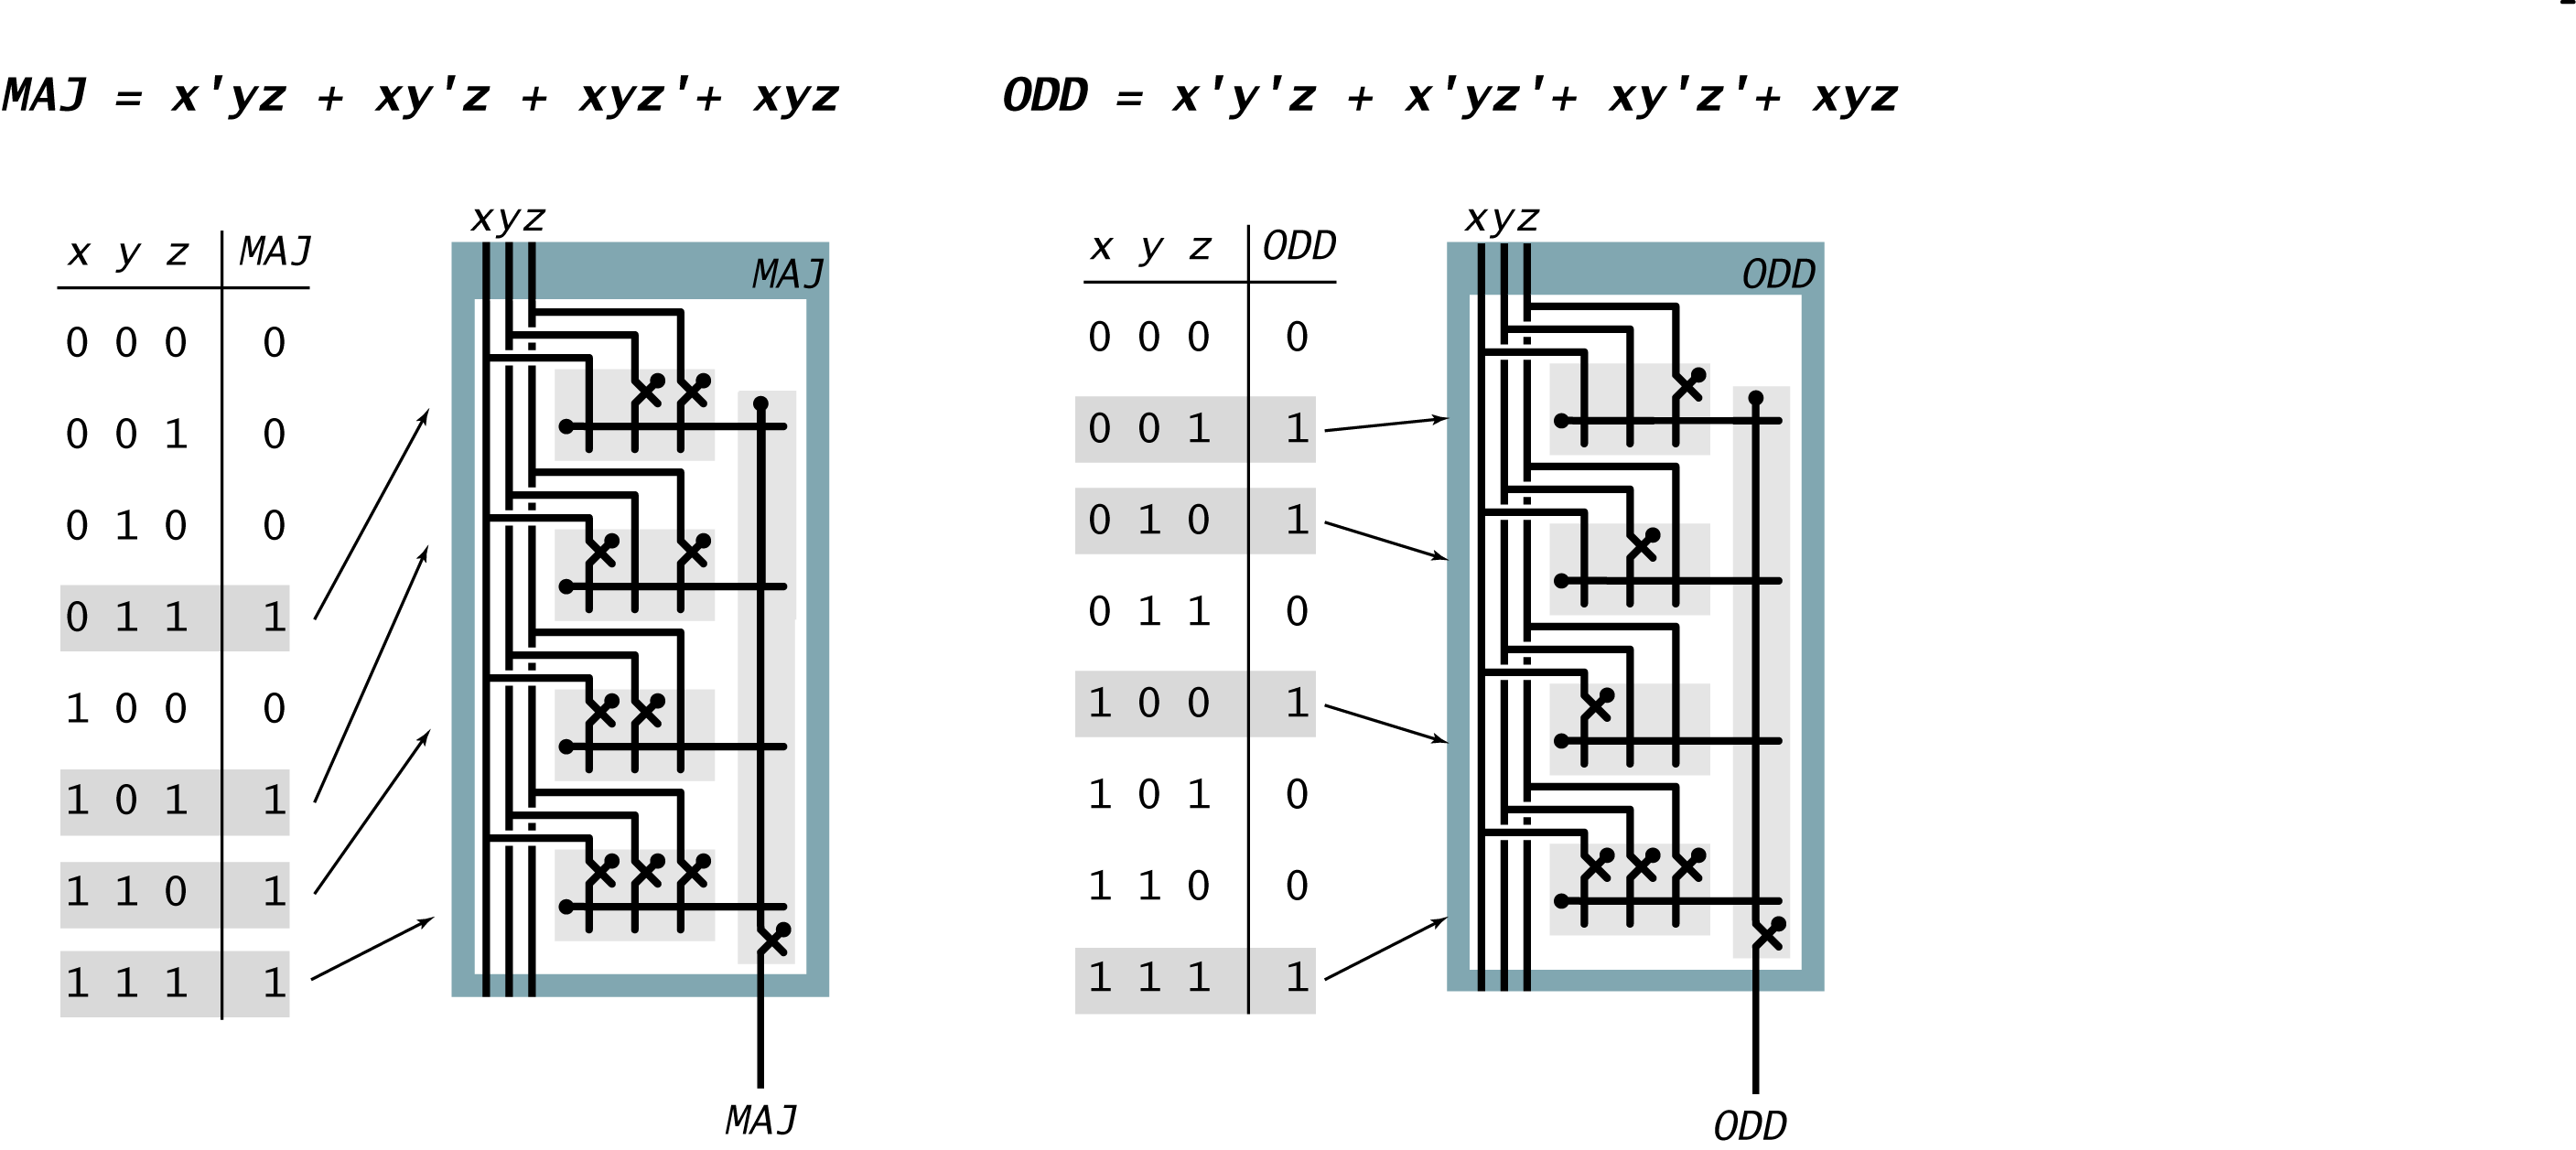 MAJ = x'yz + xy'z + xyz'+ xyz
x y z MAJ
0 0 0 0
0 0 1 0
0 1 0 0
0 1 1 1
1 0 0 0
1 0 1 1
1 1 0 1
1 1 1 1
xyz
MAJ
MAJ
ODD = x'y'z + x'yz'+ xy'z'+ xyz
x y z ODD
0 0 0 0
0 0 1 1
0 1 0 1
0 1 1 0
1 0 0 1
1 0 1 0
1 1 0 0
1 1 1 1
xyz
ODD
ODD